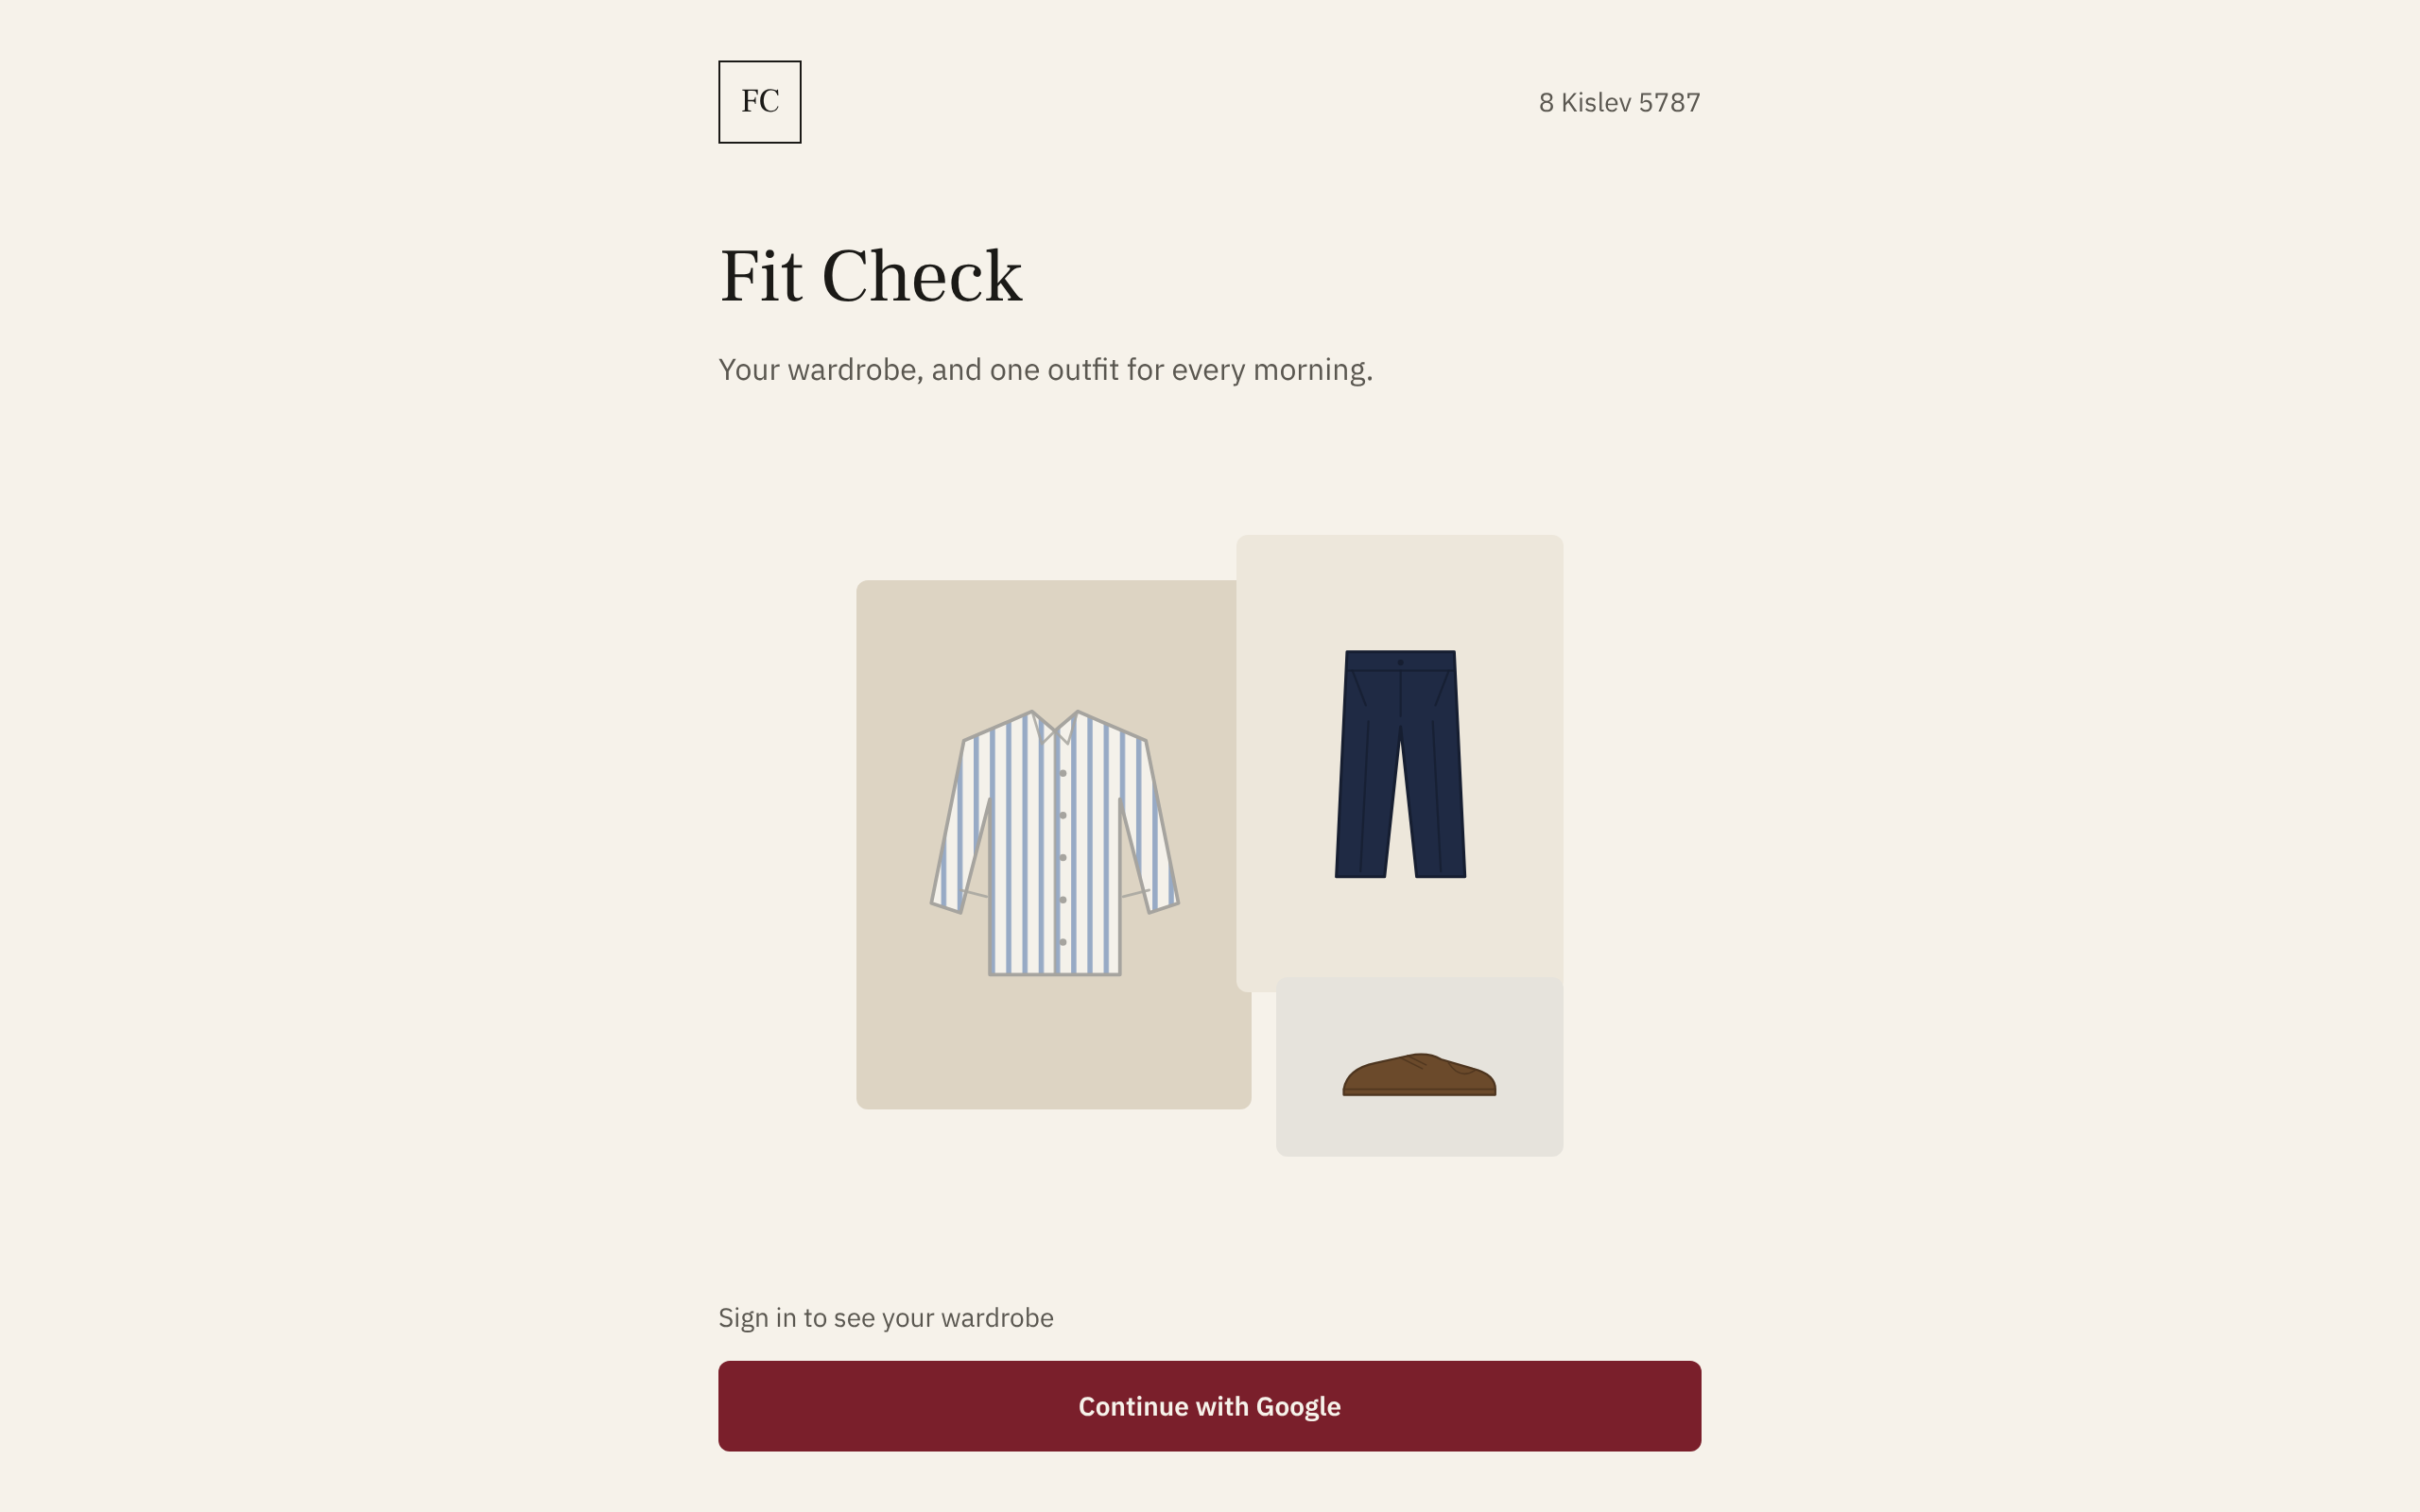 FC
8 Kislev 5787
Fit Check
Your wardrobe, and one outfit for every morning.
Sign in to see your wardrobe
Continue with Google